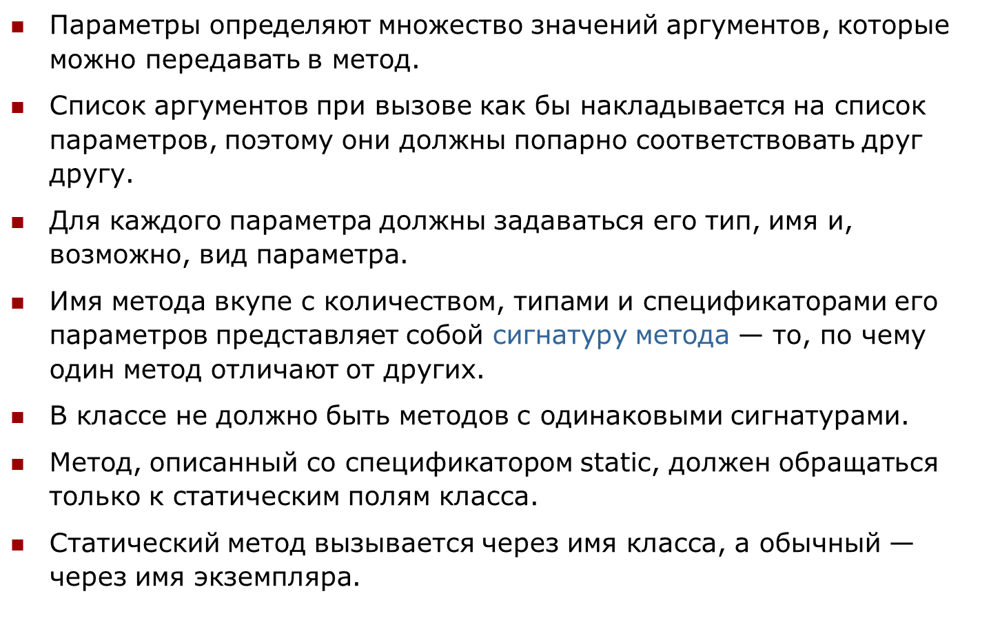 Параметры определяют множество значений аргументов, которые
можно передавать в метод.
Список аргументов при вызове как бы накладывается на список
параметров, поэтому они должны попарно соответствовать друг
другу.
Для каждого параметра должны задаваться его тип, имя и,
возможно, вид параметра.
Имя метода вкупе с количеством, типами и спецификаторами его
параметров представляет собой сигнатуру метода — то, по чему
один метод отличают от других.
В классе не должно быть методов с одинаковыми сигнатурами.
Метод, описанный со спецификатором static, должен обращаться
только к статическим полям класса.
Статический метод вызывается через имя класса, а обычный —
через имя экземпляра.